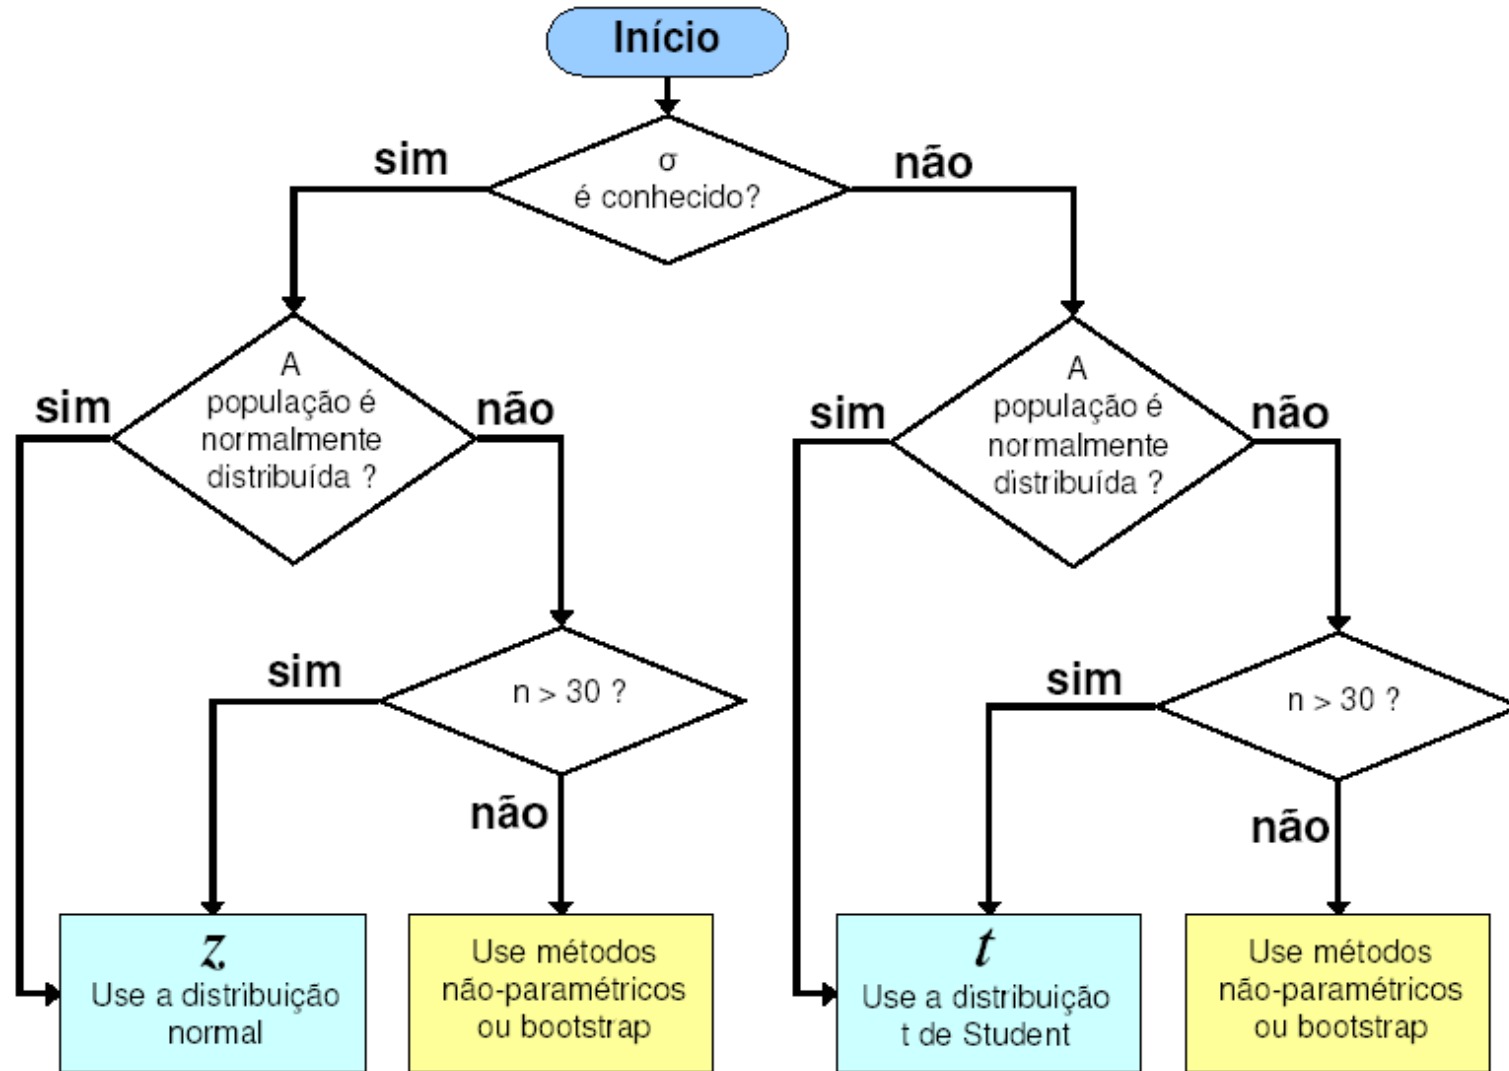 Início
σ
é conhecido?
sim
não
A
população é
normalmente
distribuída ?
sim
não
A
população é
normalmente
distribuída ?
sim
não
n > 30 ?
sim
não
n > 30 ?
sim
não
z
Use a distribuição
normal
Use métodos
não-paramétricos
ou bootstrap
t
Use a distribuição
t de Student
Use métodos
não-paramétricos
ou bootstrap